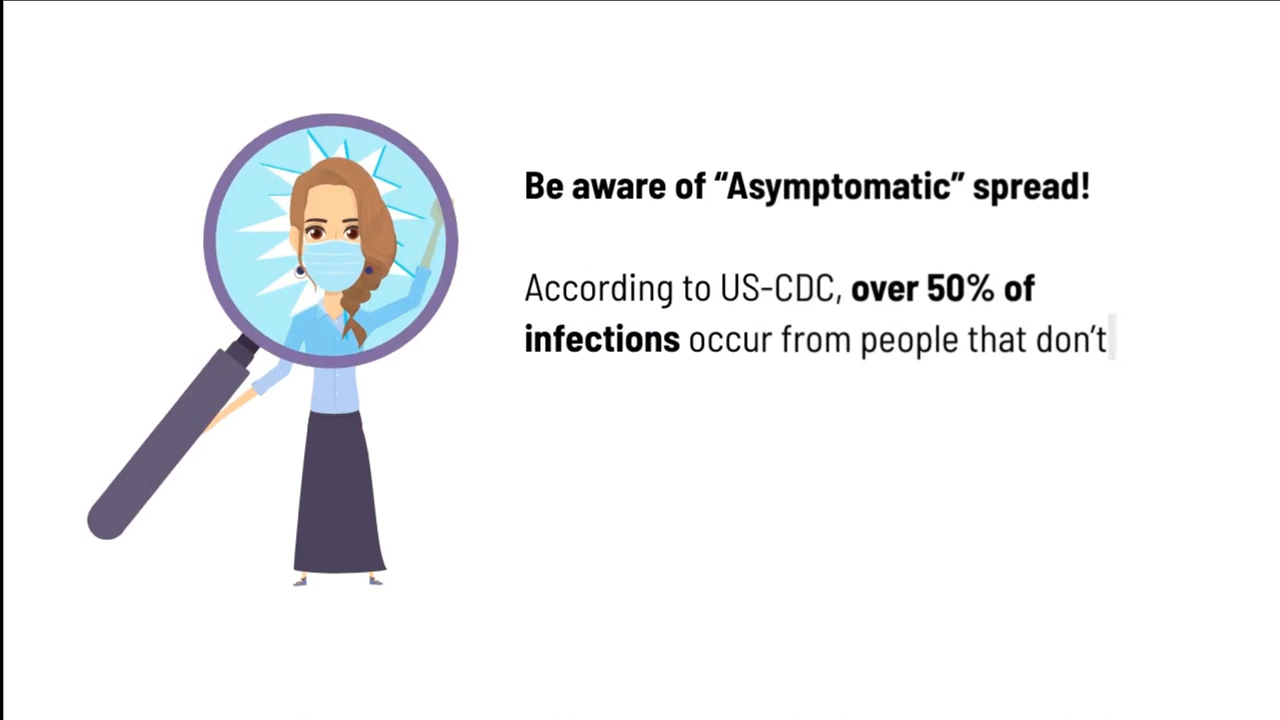 Be aware of “Asymptomatic” spread!
According to US-CDC, over 50% of
infections occur from people that don’t